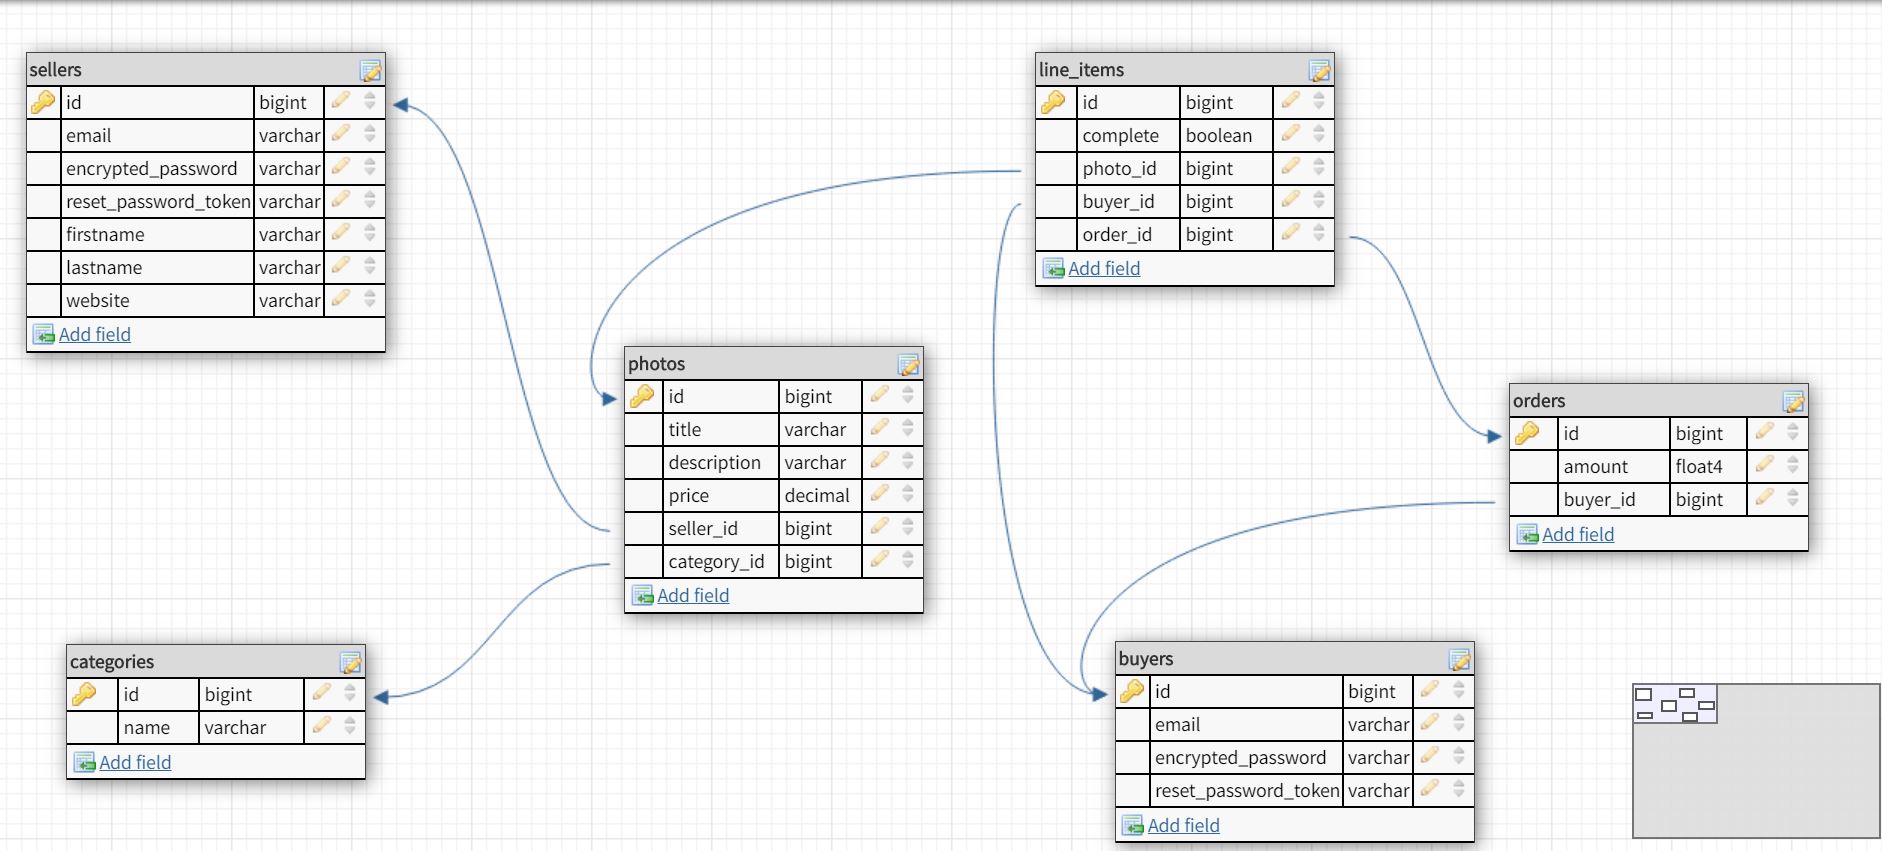 sellers
id bigint
email varchar
encrypted_password varchar
reset_password_token varchar
firstname varchar
lastname varchar
website varchar
Add field
line_items
id bigint
complete boolean
photo_id bigint
buyer_id bigint
order_id bigint
Add field
photos
id bigint
title varchar
description varchar
price decimal
seller_id bigint
category_id bigint
Add field
orders
id bigint
amount float4
buyer_id bigint
Add field
categories
id bigint
name varchar
Add field
buyers
id bigint
email varchar
encrypted_password varchar
reset_password_token varchar
Add field